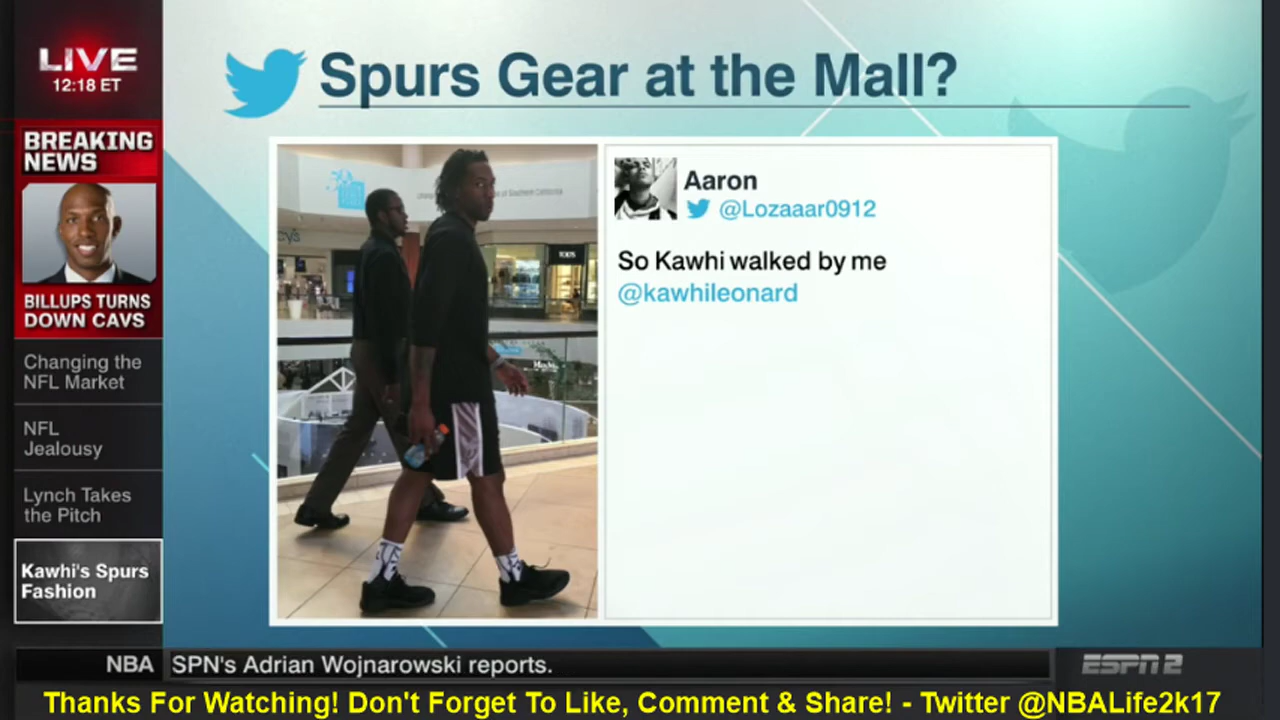 LIVE
12:18 ET
BREAKING
NEWS
BILLUPS TURNS
DOWN CAVS
Changing the
NFL Market
NFL
Jealousy
Lynch Takes
the Pitch
Kawhi's Spurs
Fashion
Spurs Gear at the Mall?
Aaron
@Lozaaar0912
So Kawhi walked by me
@kawhileonard
NBA SPN's Adrian Wojnarowski reports.
ESPN2
Thanks For Watching! Don't Forget To Like, Comment & Share! - Twitter @NBALife2k17